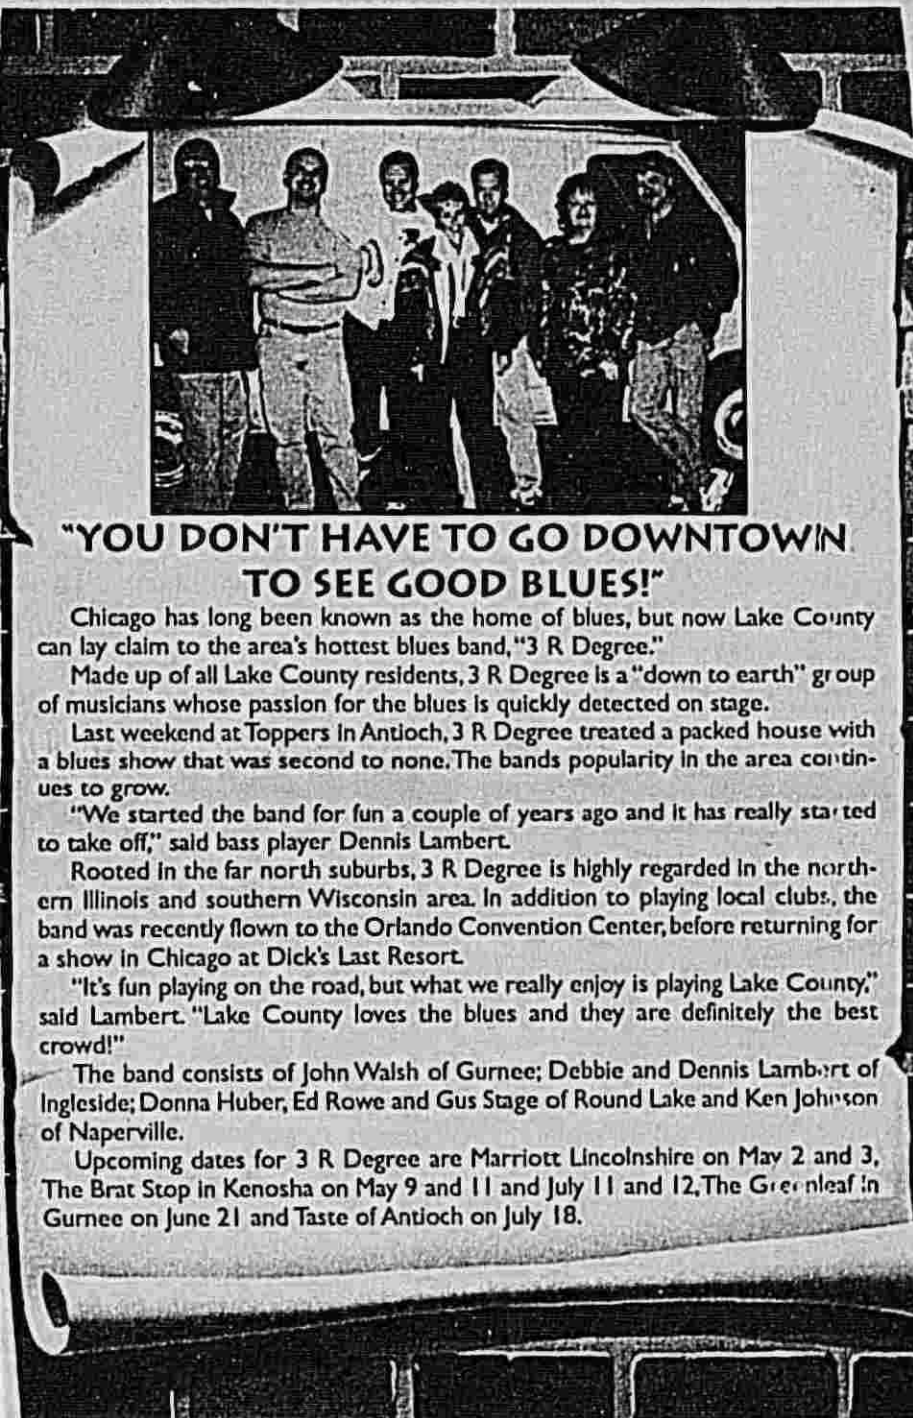 "YOU DON'T HAVE TO GO DOWNTOWN
TO SEE GOOD BLUES!"
Chicago has long been known as the home of blues, but now Lake County
can lay claim to the area's hottest blues band, "3 R Degree."
Made up of all Lake County residents, 3 R Degree is a "down to earth" group
of musicians whose passion for the blues is quickly detected on stage.
Last weekend at Toppers in Antioch, 3 R Degree treated a packed house with
a blues show that was second to none. The bands popularity in the area contin-
ues to grow.
"We started the band for fun a couple of years ago and it has really started
to take off," said bass player Dennis Lambert.
Rooted in the far north suburbs, 3 R Degree is highly regarded in the north-
ern Illinois and southern Wisconsin area. In addition to playing local clubs, the
band was recently flown to the Orlando Convention Center, before returning for
a show in Chicago at Dick's Last Resort.
"It's fun playing on the road, but what we really enjoy is playing Lake County,"
said Lambert. "Lake County loves the blues and they are definitely the best
crowd!"
The band consists of John Walsh of Gurnee; Debbie and Dennis Lambert of
Ingleside; Donna Huber, Ed Rowe and Gus Stage of Round Lake and Ken Johnson
of Naperville.
Upcoming dates for 3 R Degree are Marriott Lincolnshire on May 2 and 3,
The Brat Stop in Kenosha on May 9 and 11 and July 11 and 12, The Greenleaf in
Gurnee on June 21 and Taste of Antioch on July 18.